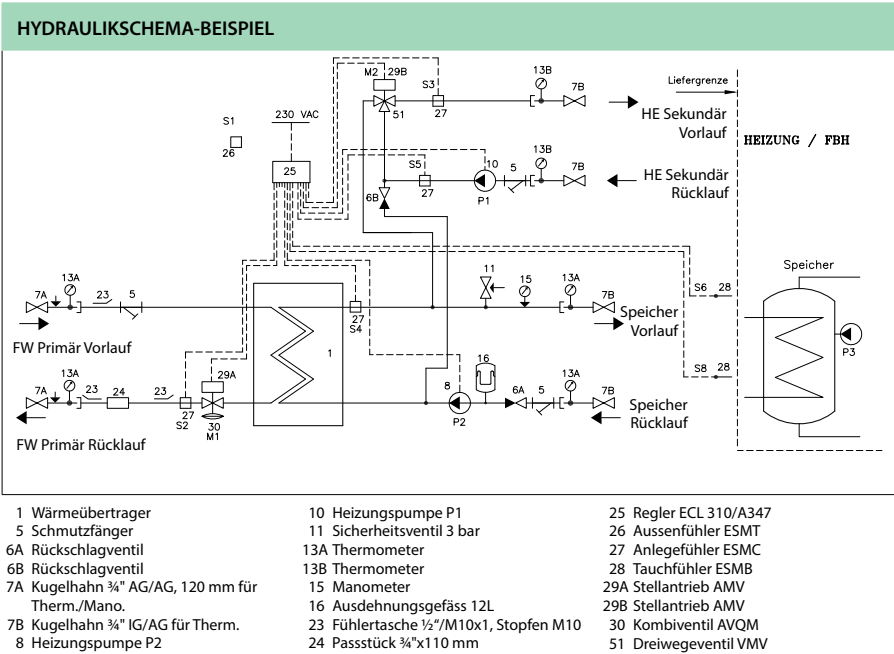 HYDRAULIKSCHEMA-BEISPIEL
M2 29B S3 13B 7B
Liefergrenze
51 27
HE Sekundär
Vorlauf
HEIZUNG / FBH
S1 230 VAC
26
25
S5 10 5 13B 7B
27 P1
6B
HE Sekundär
Rücklauf
7A 13A 23 5
11 15 13A 7B
27
S4
1
FW Primär Vorlauf
Speicher
Vorlauf
S6 28
Speicher
P3
S8 28
7A 13A 23 24 23 29A
27
S2
30
M1
8 16 6A 5 13A 7B
P2
FW Primär Rücklauf
Speicher
Rücklauf
1 Wärmeübertrager
5 Schmutzfänger
6A Rückschlagventil
6B Rückschlagventil
7A Kugelhahn ¾" AG/AG, 120 mm für
Therm./Mano.
7B Kugelhahn ¾" IG/AG für Therm.
8 Heizungspumpe P2
10 Heizungspumpe P1
11 Sicherheitsventil 3 bar
13A Thermometer
13B Thermometer
15 Manometer
16 Ausdehnungsgefäss 12L
23 Fühlertasche ½“/M10x1, Stopfen M10
24 Passstück ¾"x110 mm
25 Regler ECL 310/A347
26 Aussenfühler ESMT
27 Anlegefühler ESMC
28 Tauchfühler ESMB
29A Stellantrieb AMV
29B Stellantrieb AMV
30 Kombiventil AVQM
51 Dreiwegeventil VMV